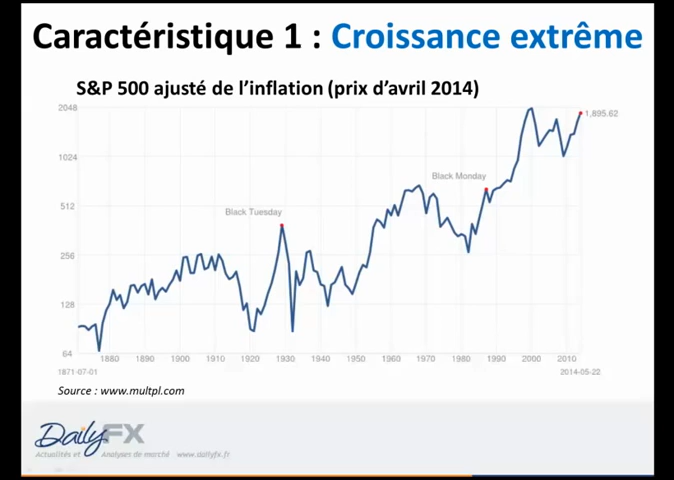 Caractéristique 1 : Croissance extrême
S&P 500 ajusté de l'inflation (prix d'avril 2014)
2048
1,895.62
1024
Black Monday
512
Black Tuesday
256
128
64
1880 1890 1900 1910 1920 1930 1940 1950 1960 1970 1980 1990 2000 2010
1871-07-01 2014-05-22
Source : www.multpl.com
DailyFX
Actualités et Analyses de marché www.dailyfx.fr